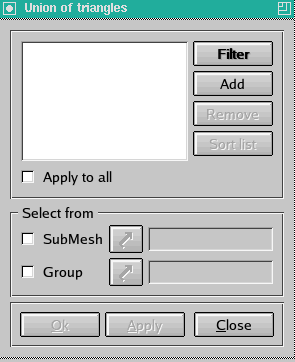 Union of triangles
Filter
Add
Remove
Sort list
Apply to all
Select from
SubMesh
Group
Ok Apply Close